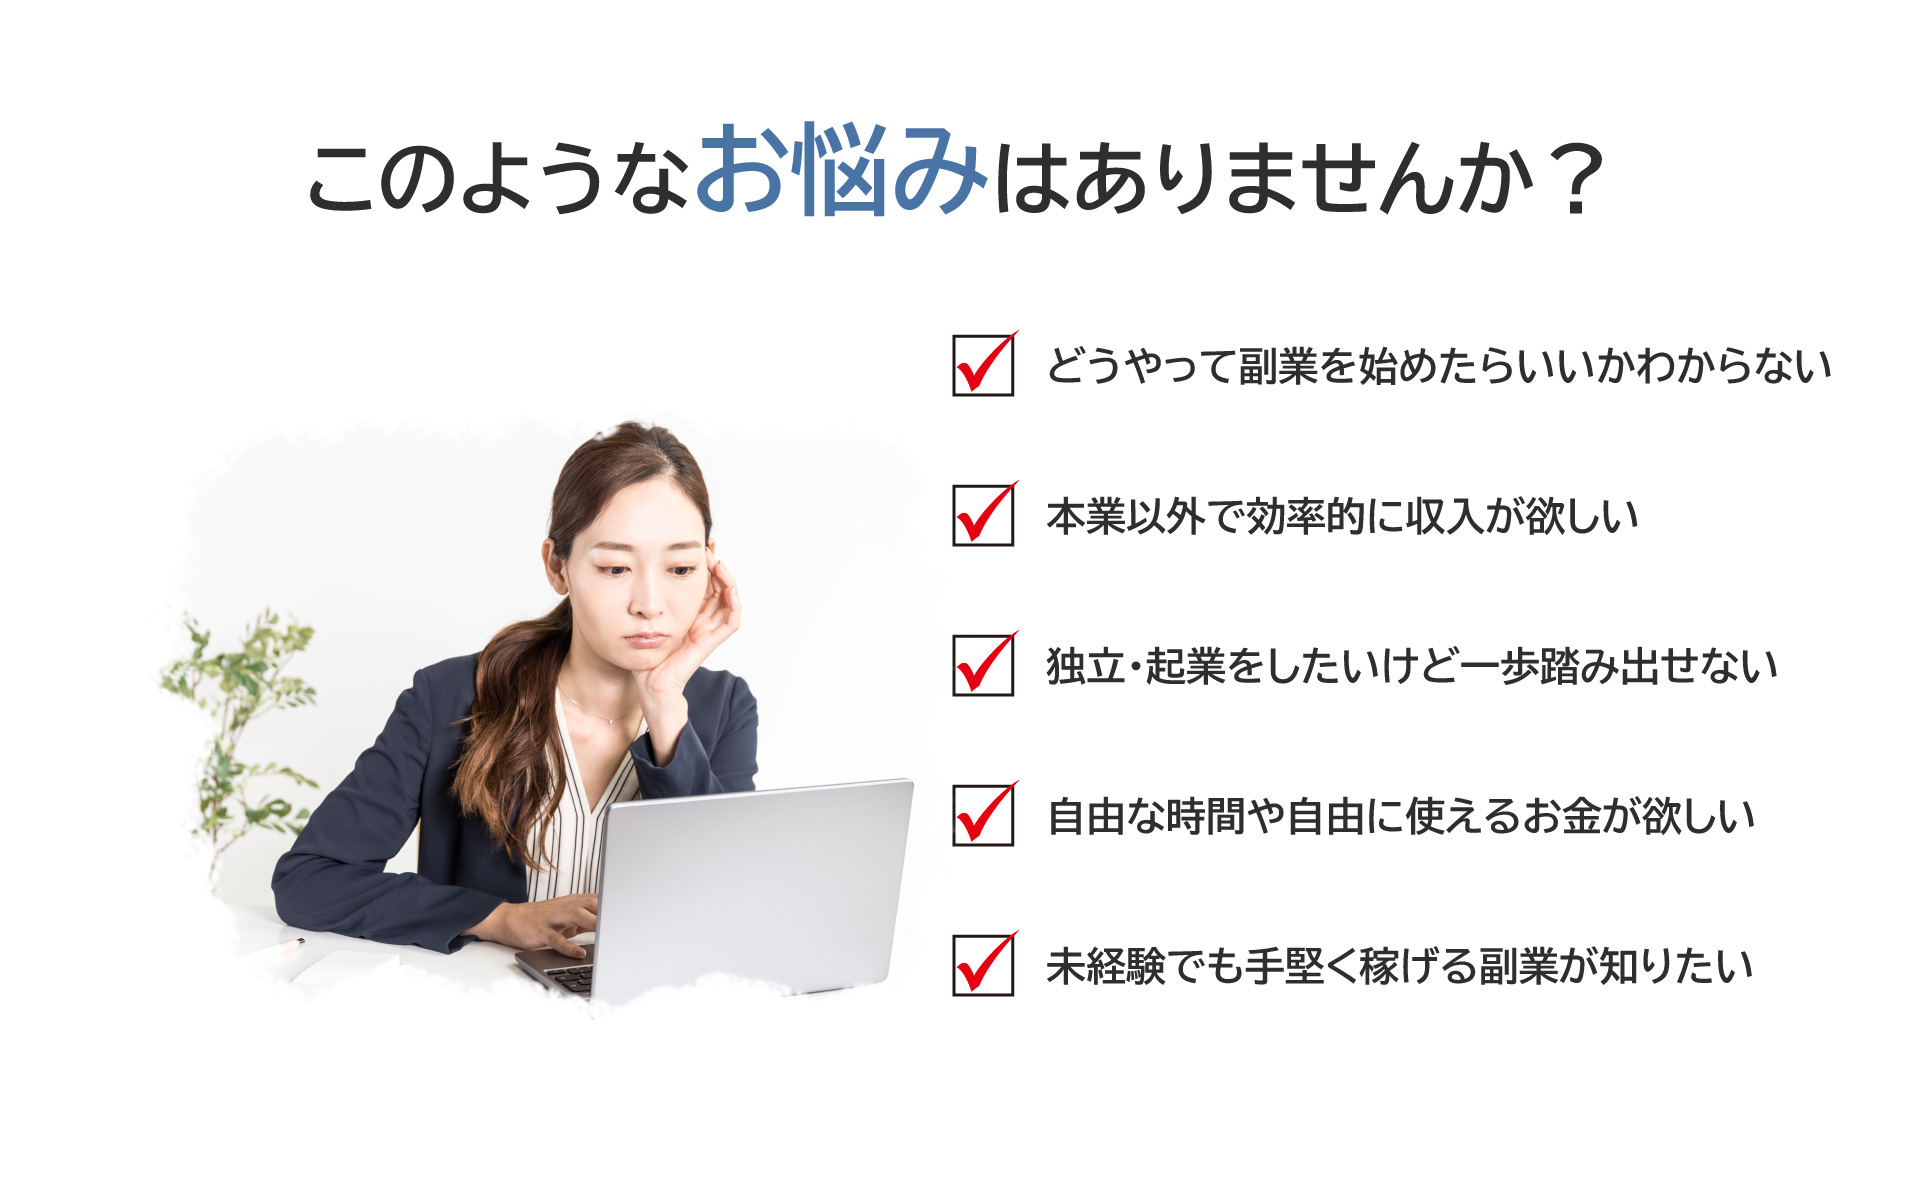 このようなお悩みはありませんか？
どうやって副業を始めたらいいかわからない
本業以外で効率的に収入が欲しい
独立・起業をしたいけど一歩踏み出せない
自由な時間や自由に使えるお金が欲しい
未経験でも手堅く稼げる副業が知りたい